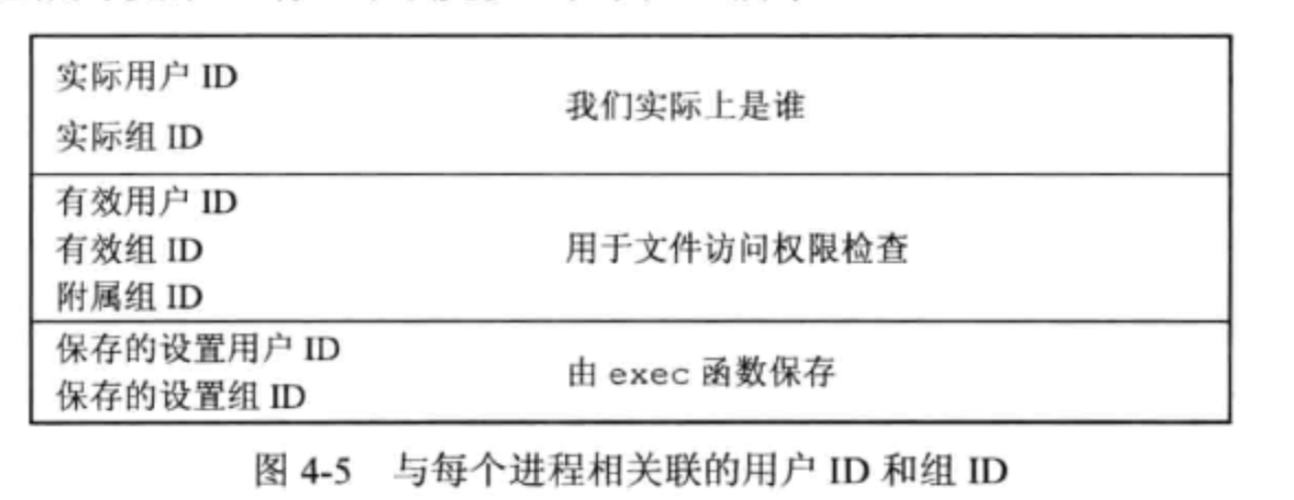 实际用户 ID
实际组 ID
我们实际上是谁
有效用户 ID
有效组 ID
附属组 ID
用于文件访问权限检查
保存的设置用户 ID
保存的设置组 ID
由 exec 函数保存
图 4-5 与每个进程相关联的用户 ID 和组 ID